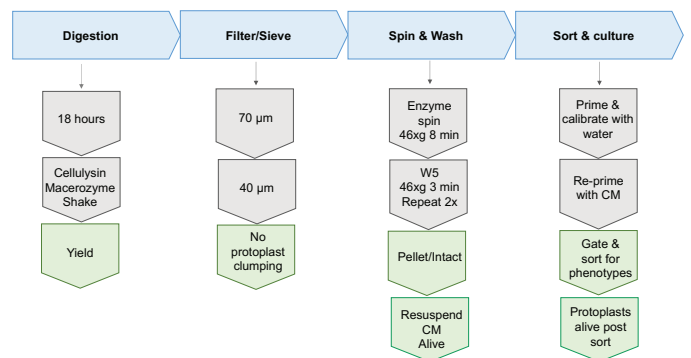 Digestion
Filter/Sieve
Spin & Wash
Sort & culture
18 hours
Cellulysin
Macerozyme
Shake
Yield
70 µm
40 µm
No
protoplast
clumping
Enzyme
spin
46xg 8 min
W5
46xg 3 min
Repeat 2x
Pellet/Intact
Resuspend
CM
Alive
Prime &
calibrate with
water
Re-prime
with CM
Gate &
sort for
phenotypes
Protoplasts
alive post
sort